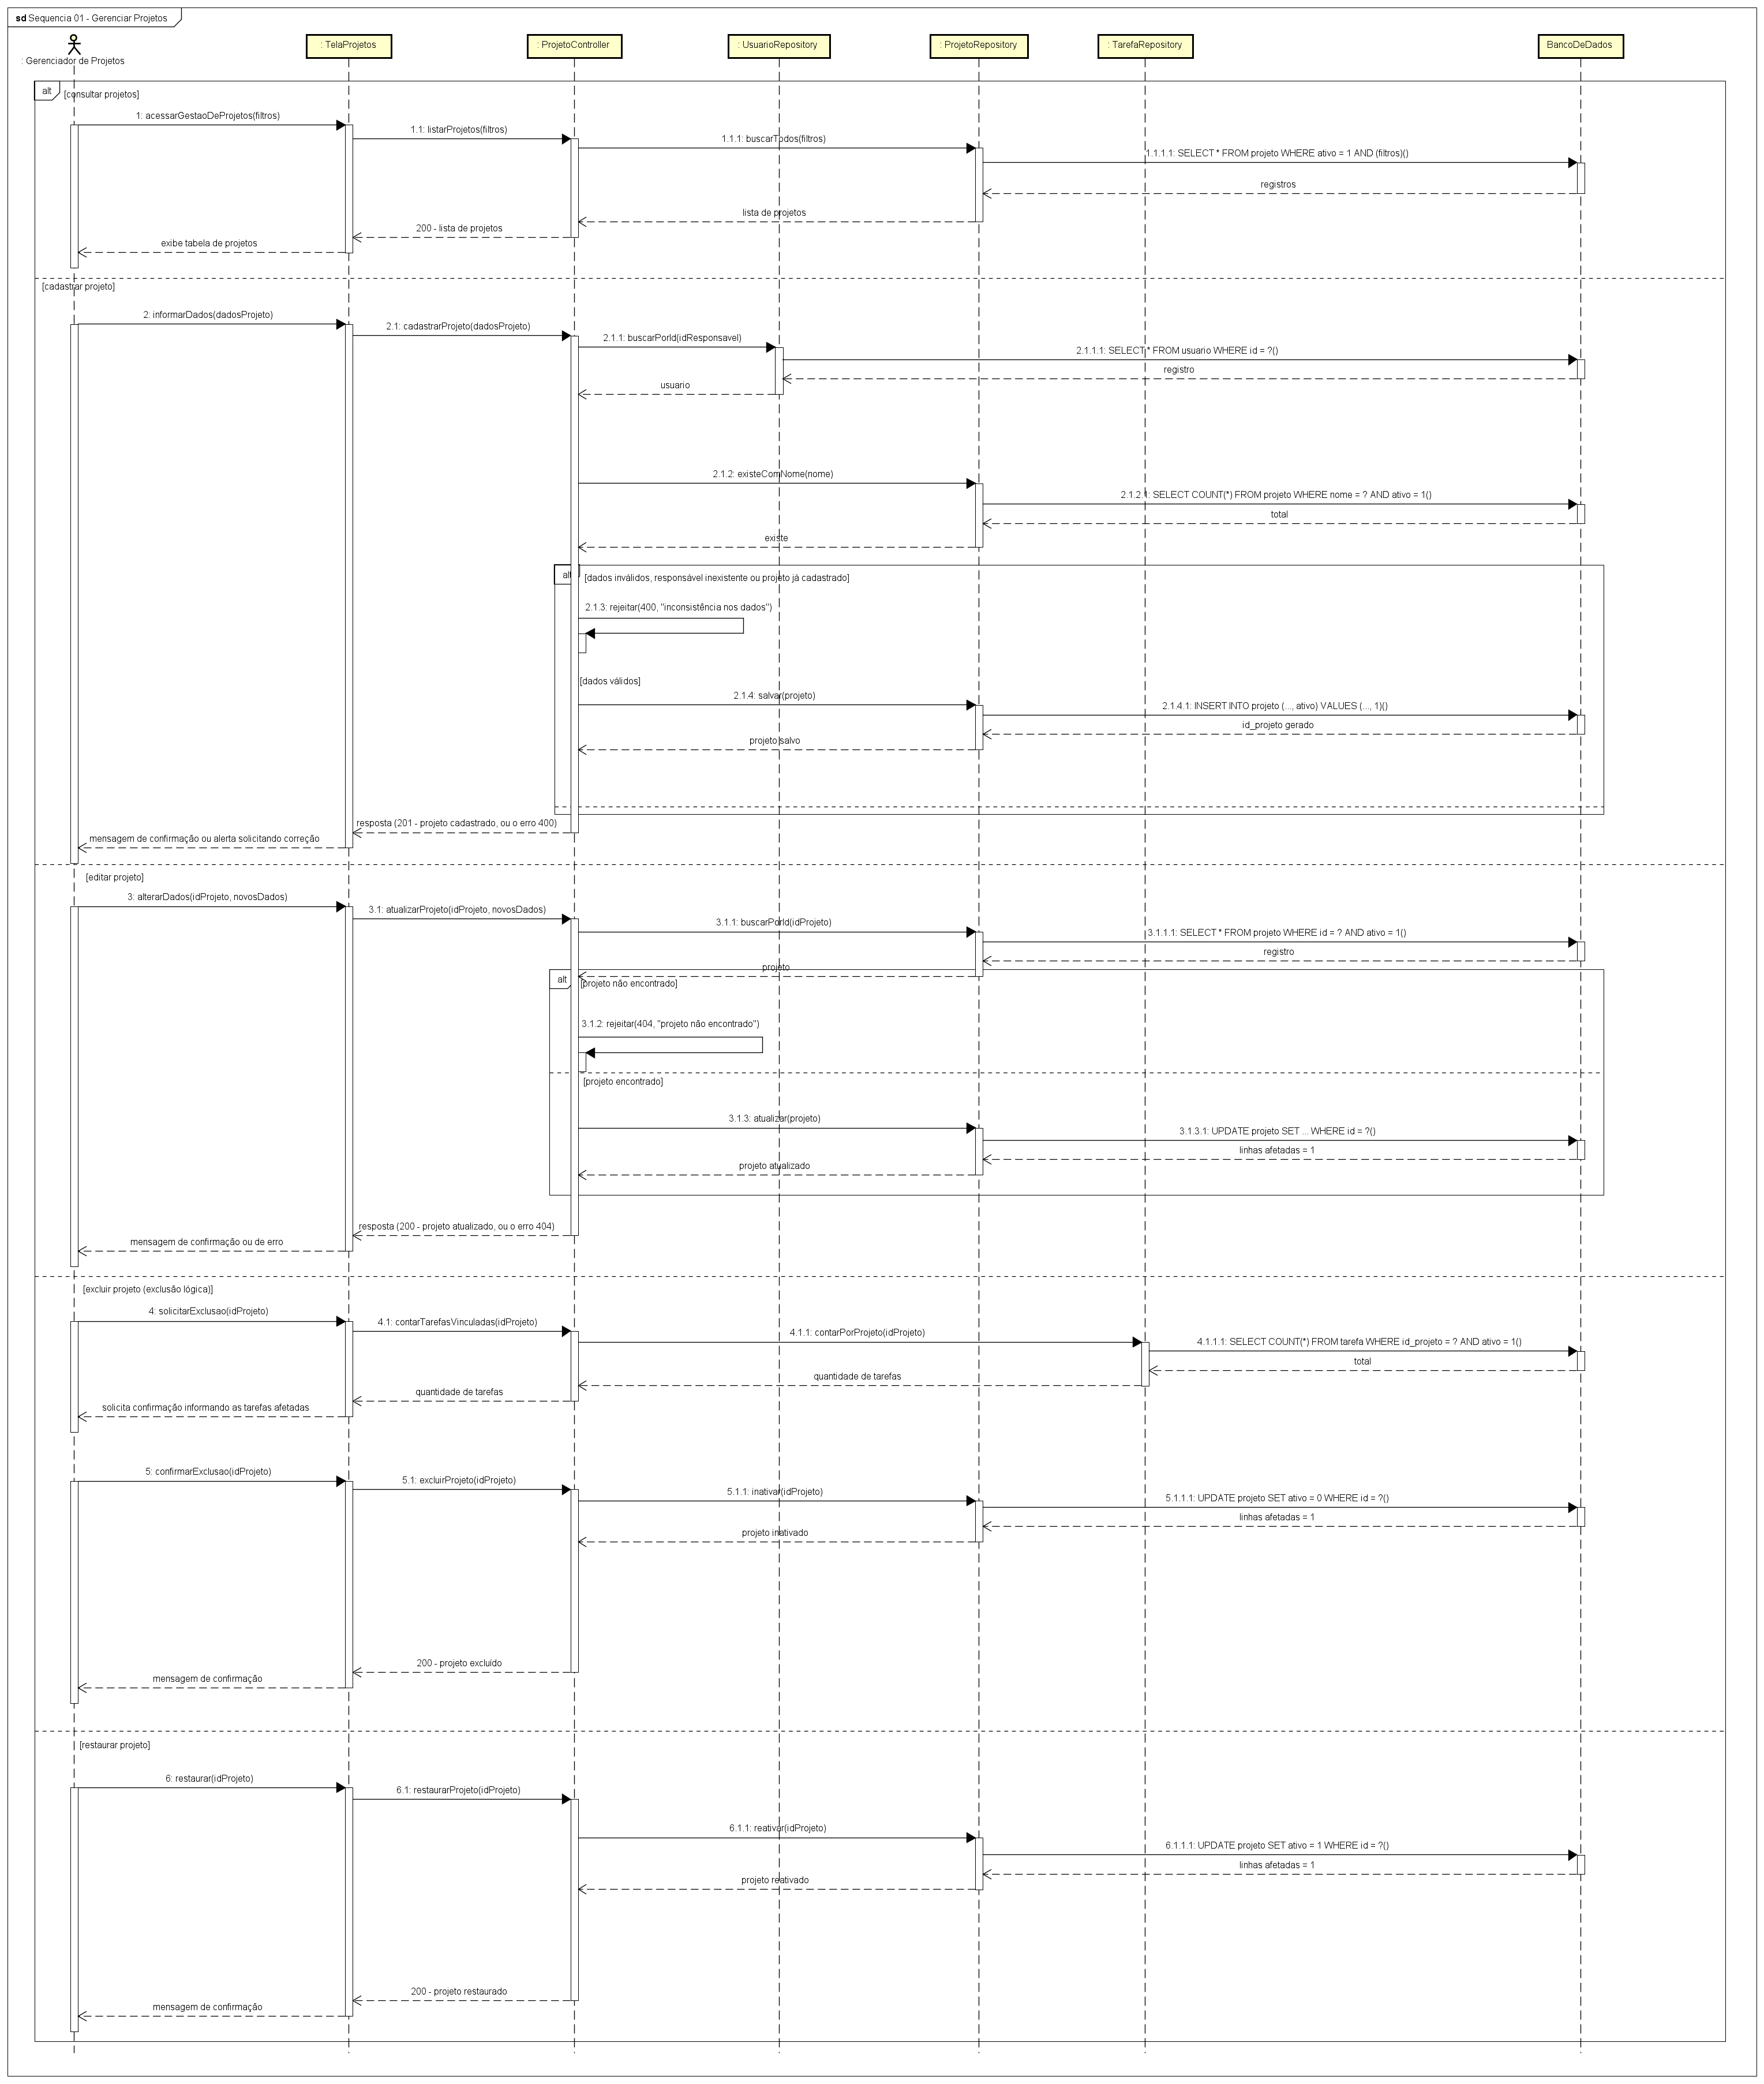 sd Sequencia 01 - Gerenciar Projetos
: Gerenciador de Projetos
: TelaProjetos
: ProjetoController
: UsuarioRepository
: ProjetoRepository
: TarefaRepository
BancoDeDados
alt
[consultar projetos]
1: acessarGestaoDeProjetos(filtros)
1.1: listarProjetos(filtros)
1.1.1: buscarTodos(filtros)
1.1.1.1: SELECT * FROM projeto WHERE ativo = 1 AND (filtros)()
registros
lista de projetos
200 - lista de projetos
exibe tabela de projetos
[cadastrar projeto]
2: informarDados(dadosProjeto)
2.1: cadastrarProjeto(dadosProjeto)
2.1.1: buscarPorId(idResponsavel)
2.1.1.1: SELECT * FROM usuario WHERE id = ?()
registro
usuario
2.1.2: existeComNome(nome)
2.1.2.1: SELECT COUNT(*) FROM projeto WHERE nome = ? AND ativo = 1()
total
existe
alt
[dados inválidos, responsável inexistente ou projeto já cadastrado]
2.1.3: rejeitar(400, "inconsistência nos dados")
[dados válidos]
2.1.4: salvar(projeto)
2.1.4.1: INSERT INTO projeto (..., ativo) VALUES (..., 1)()
id_projeto gerado
projeto salvo
resposta (201 - projeto cadastrado, ou o erro 400)
mensagem de confirmação ou alerta solicitando correção
[editar projeto]
3: alterarDados(idProjeto, novosDados)
3.1: atualizarProjeto(idProjeto, novosDados)
3.1.1: buscarPorId(idProjeto)
3.1.1.1: SELECT * FROM projeto WHERE id = ? AND ativo = 1()
registro
projeto
alt
[projeto não encontrado]
3.1.2: rejeitar(404, "projeto não encontrado")
[projeto encontrado]
3.1.3: atualizar(projeto)
3.1.3.1: UPDATE projeto SET ... WHERE id = ?()
linhas afetadas = 1
projeto atualizado
resposta (200 - projeto atualizado, ou o erro 404)
mensagem de confirmação ou de erro
[excluir projeto (exclusão lógica)]
4: solicitarExclusao(idProjeto)
4.1: contarTarefasVinculadas(idProjeto)
4.1.1: contarPorProjeto(idProjeto)
4.1.1.1: SELECT COUNT(*) FROM tarefa WHERE id_projeto = ? AND ativo = 1()
total
quantidade de tarefas
quantidade de tarefas
solicita confirmação informando as tarefas afetadas
5: confirmarExclusao(idProjeto)
5.1: excluirProjeto(idProjeto)
5.1.1: inativar(idProjeto)
5.1.1.1: UPDATE projeto SET ativo = 0 WHERE id = ?()
linhas afetadas = 1
projeto inativado
200 - projeto excluído
mensagem de confirmação
[restaurar projeto]
6: restaurar(idProjeto)
6.1: restaurarProjeto(idProjeto)
6.1.1: reativar(idProjeto)
6.1.1.1: UPDATE projeto SET ativo = 1 WHERE id = ?()
linhas afetadas = 1
projeto reativado
200 - projeto restaurado
mensagem de confirmação